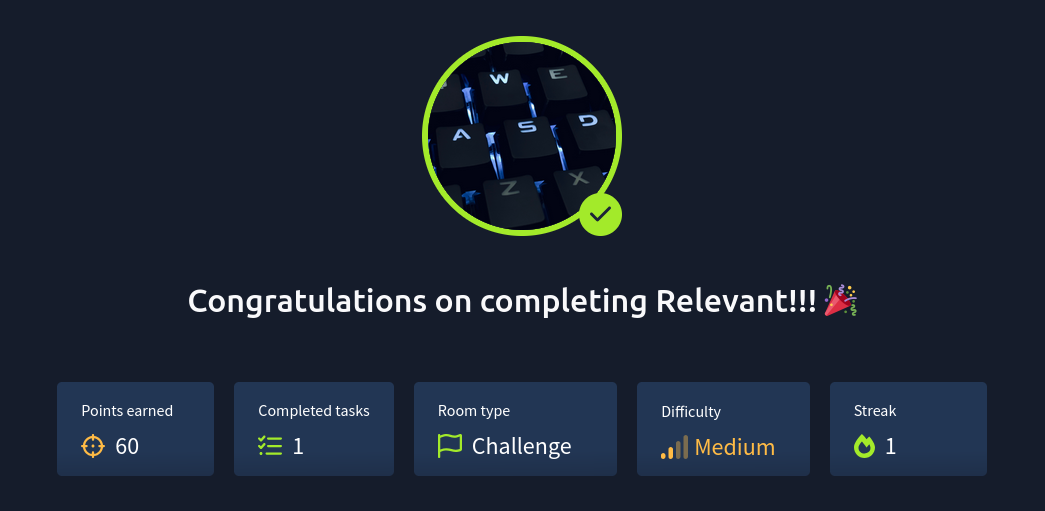 W E
A S D
Z X
Congratulations on completing Relevant!!! 🎉
Points earned
60
Completed tasks
1
Room type
Challenge
Difficulty
Medium
Streak
1